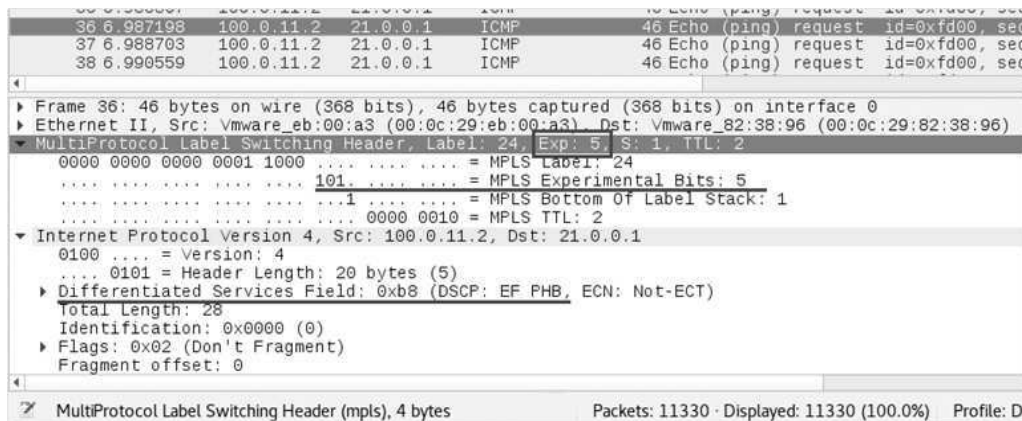 36 6.987198 100.0.11.2 21.0.0.1 ICMP 46 Echo (ping) request id=0xfd00, sec
37 6.988703 100.0.11.2 21.0.0.1 ICMP 46 Echo (ping) request id=0xfd00, sec
38 6.990559 100.0.11.2 21.0.0.1 ICMP 46 Echo (ping) request id=0xfd00, sec
Frame 36: 46 bytes on wire (368 bits), 46 bytes captured (368 bits) on interface 0
Ethernet II, Src: Vmware_eb:00:a3 (00:0c:29:eb:00:a3), Dst: Vmware_82:38:96 (00:0c:29:82:38:96)
MultiProtocol Label Switching Header, Label: 24, Exp: 5, S: 1, TTL: 2
0000 0000 0000 0001 1000 .... .... .... = MPLS Label: 24
.... .... .... .... .... 101. .... .... = MPLS Experimental Bits: 5
.... .... .... .... .... ...1 .... .... = MPLS Bottom Of Label Stack: 1
.... .... .... .... .... .... 0000 0010 = MPLS TTL: 2
Internet Protocol Version 4, Src: 100.0.11.2, Dst: 21.0.0.1
0100 .... = Version: 4
.... 0101 = Header Length: 20 bytes (5)
Differentiated Services Field: 0xb8 (DSCP: EF PHB, ECN: Not-ECT)
Total Length: 28
Identification: 0x0000 (0)
Flags: 0x02 (Don't Fragment)
Fragment offset: 0
MultiProtocol Label Switching Header (mpls), 4 bytes Packets: 11330 · Displayed: 11330 (100.0%) Profile: D